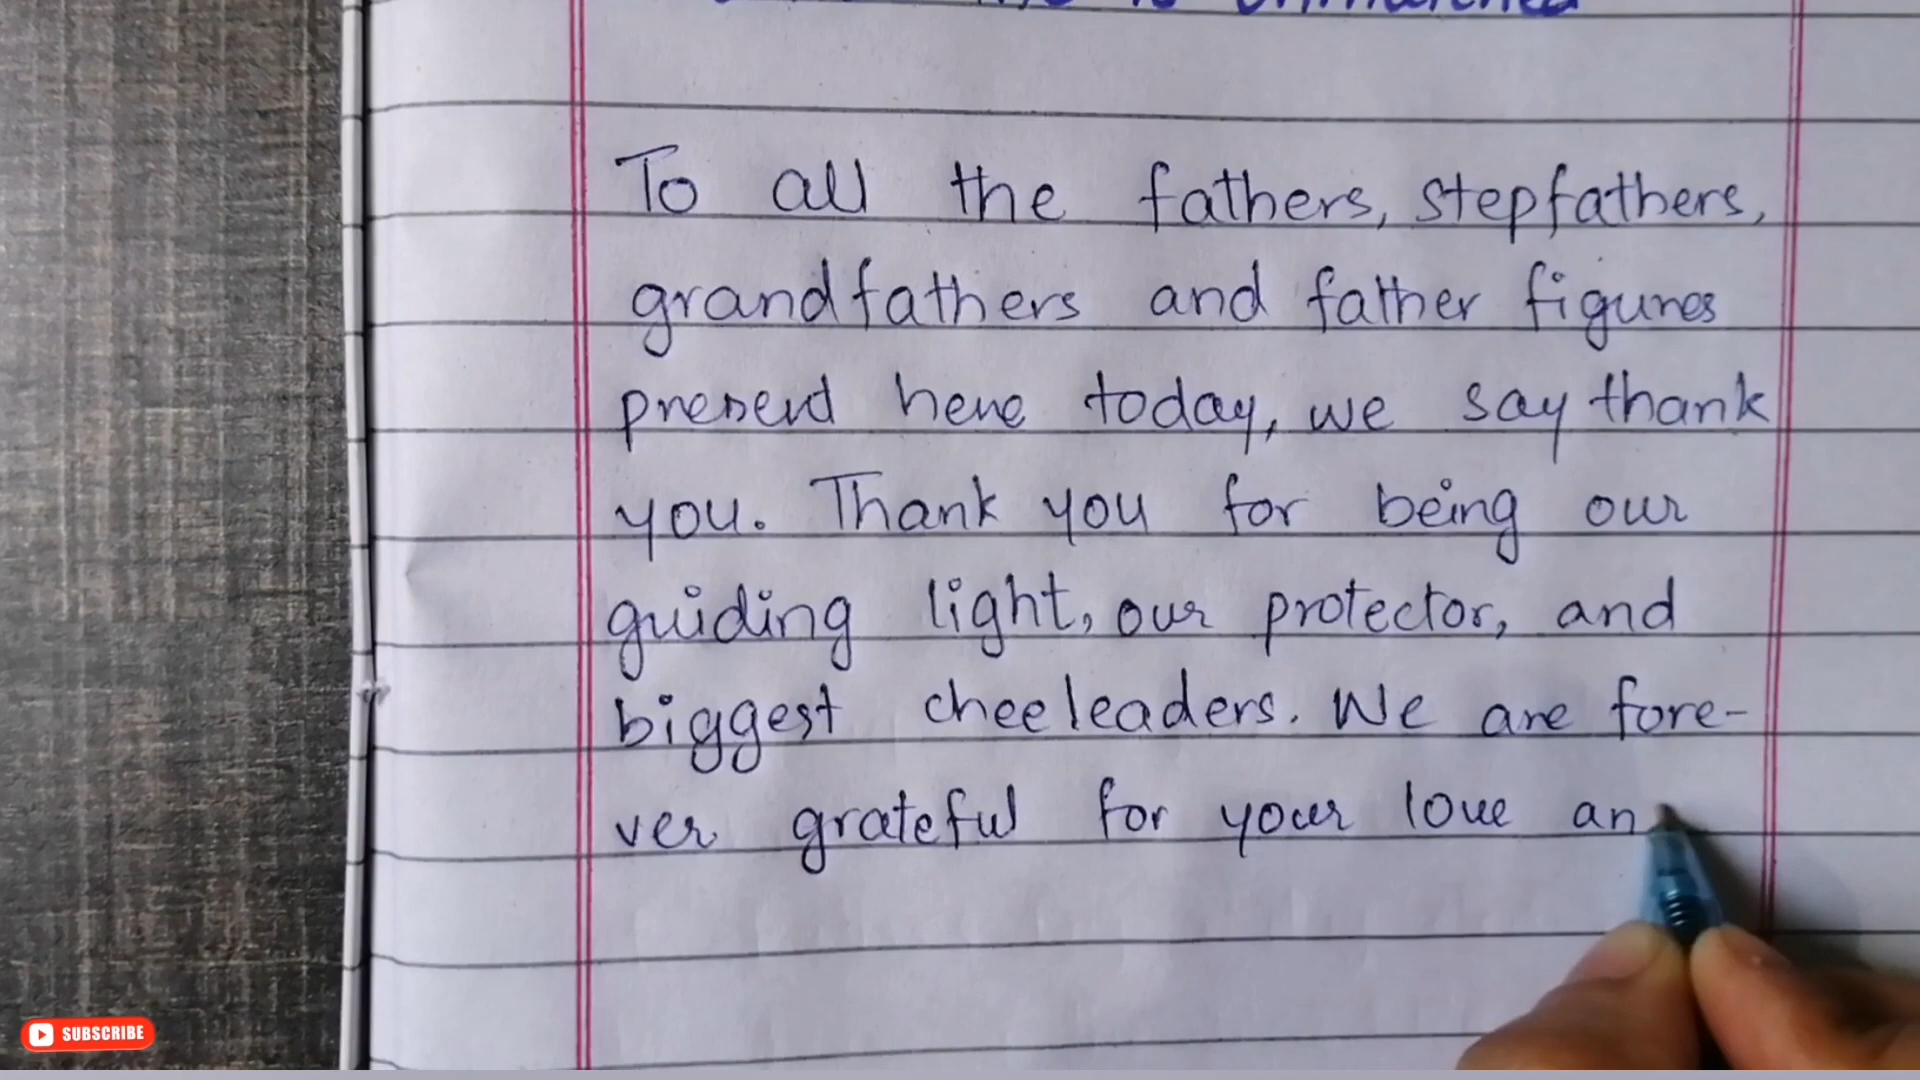 To all the fathers, stepfathers,
grandfathers and father figures
present here today, we say thank
you. Thank you for being our
guiding light, our protector, and
biggest cheeleaders. We are fore-
ver grateful for your love an
SUBSCRIBE